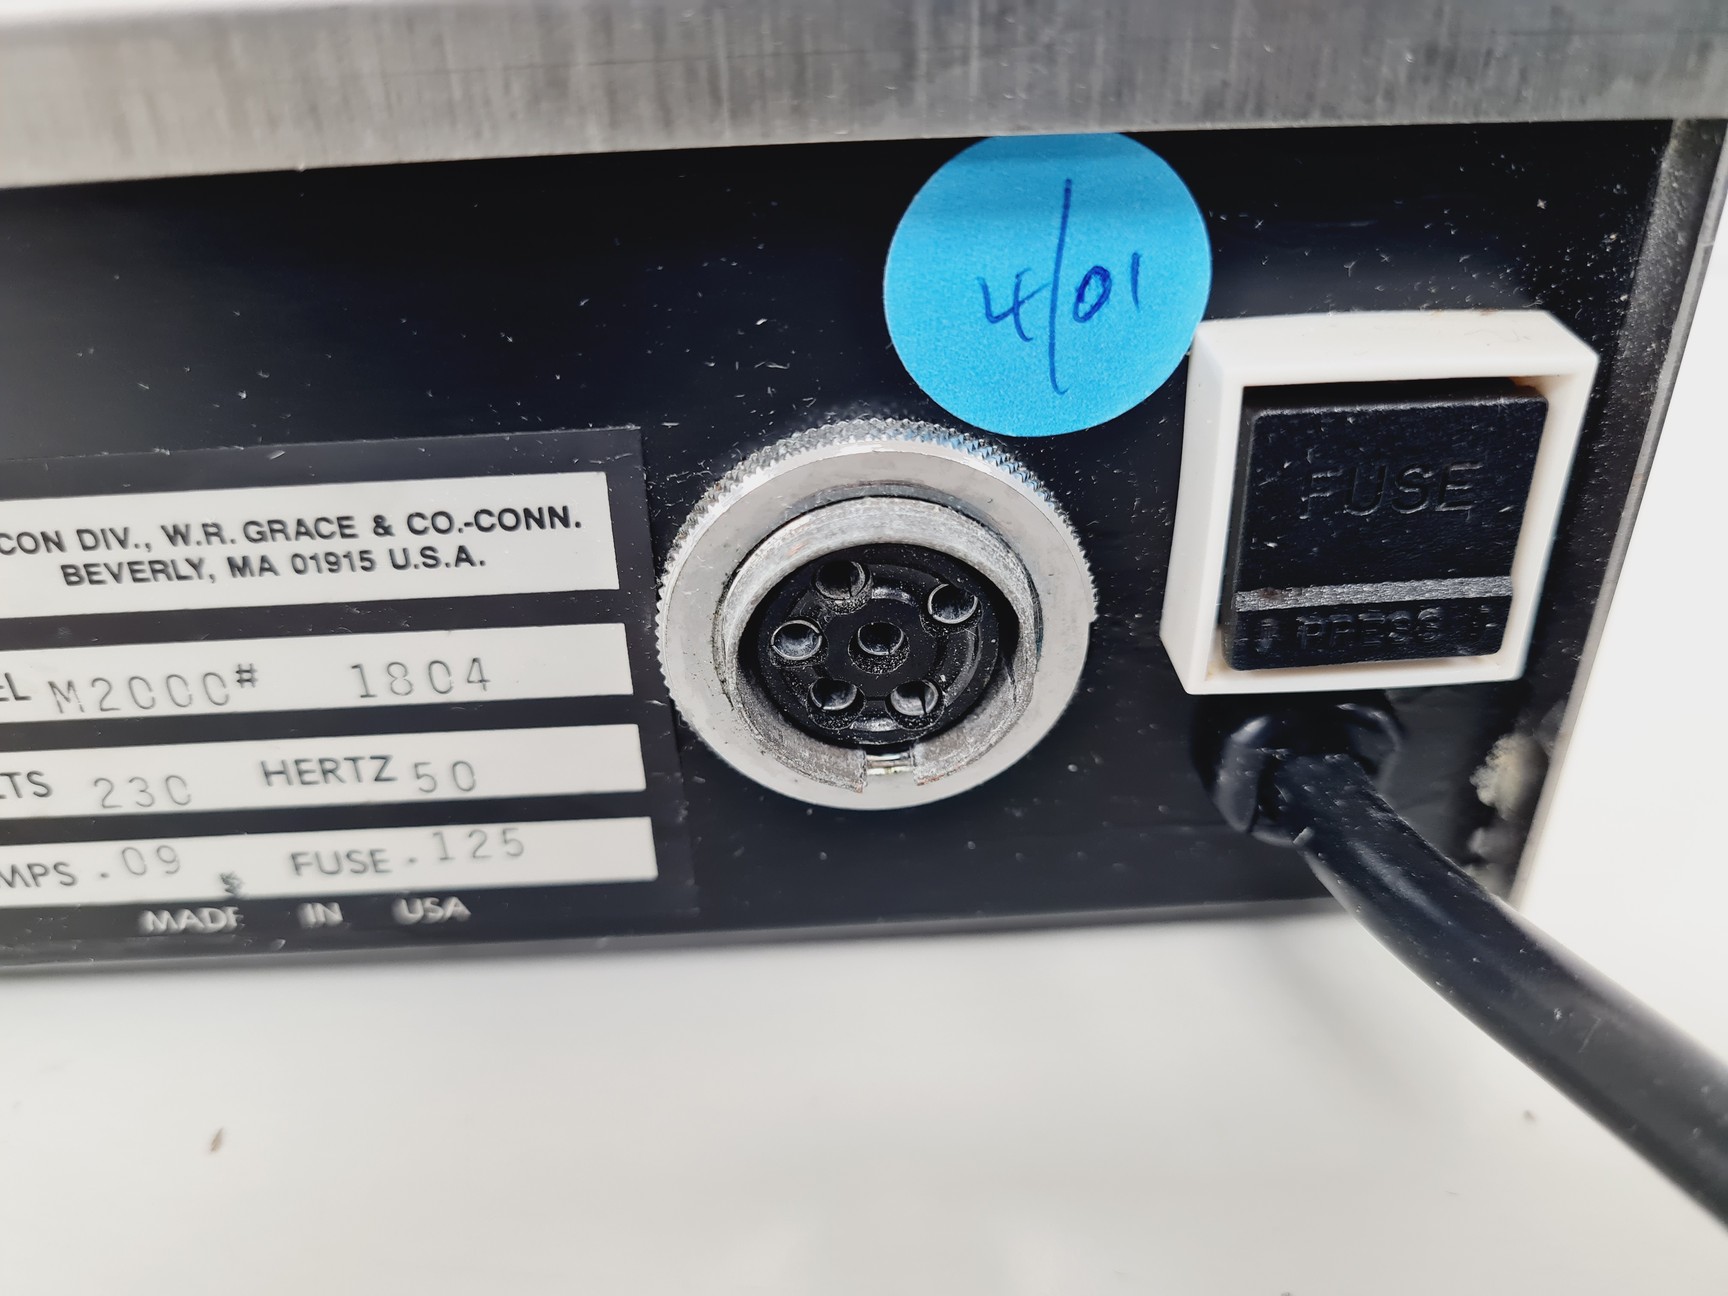 4/01
CON DIV., W.R. GRACE & CO.-CONN.
BEVERLY, MA 01915 U.S.A.
EL M2000# 1804
LTS 230 HERTZ 50
MPS .09 FUSE .125
MADE IN USA
FUSE
PRESS